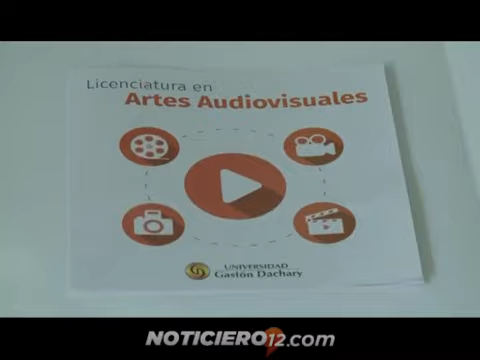 Licenciatura en
Artes Audiovisuales
UNIVERSIDAD
Gastón Dachary
NOTICIERO12.com